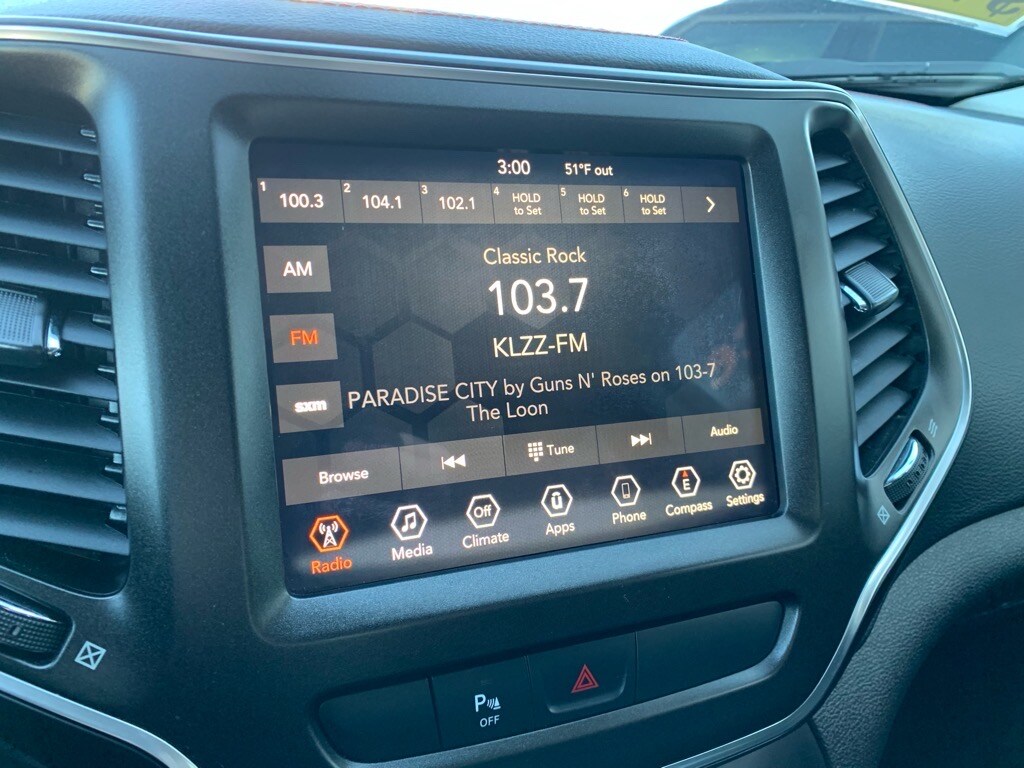 3:00 51°F out
1 100.3 2 104.1 3 102.1 4 HOLD to Set 5 HOLD to Set 6 HOLD to Set
AM
FM
sxm
Classic Rock
103.7
KLZZ-FM
PARADISE CITY by Guns N' Roses on 103-7
The Loon
Browse Tune Audio
Radio Media Off Climate Apps Phone E Compass Settings
P OFF